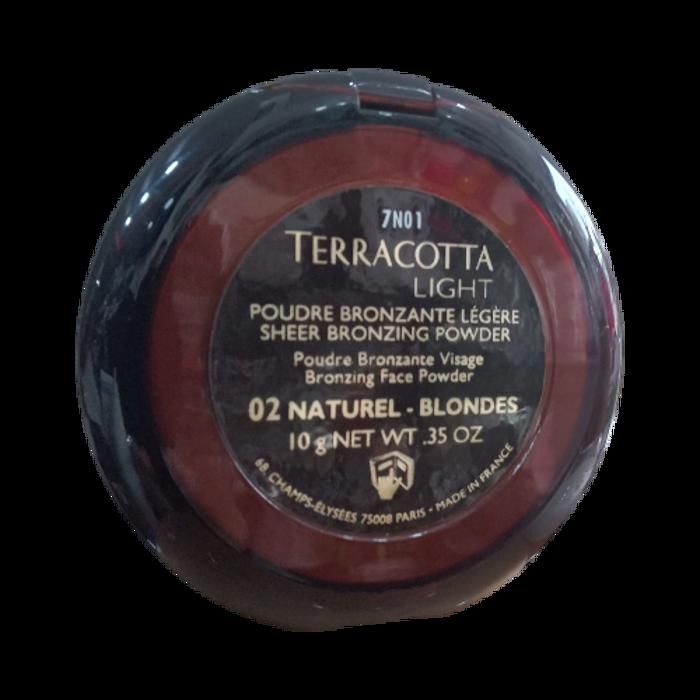 7N01
TERRACOTTA
LIGHT
POUDRE BRONZANTE LÉGÈRE
SHEER BRONZING POWDER
Poudre Bronzante Visage
Bronzing Face Powder
02 NATUREL - BLONDES
10 g NET WT .35 OZ
68, CHAMPS-ÉLYSÉES 75008 PARIS - MADE IN FRANCE